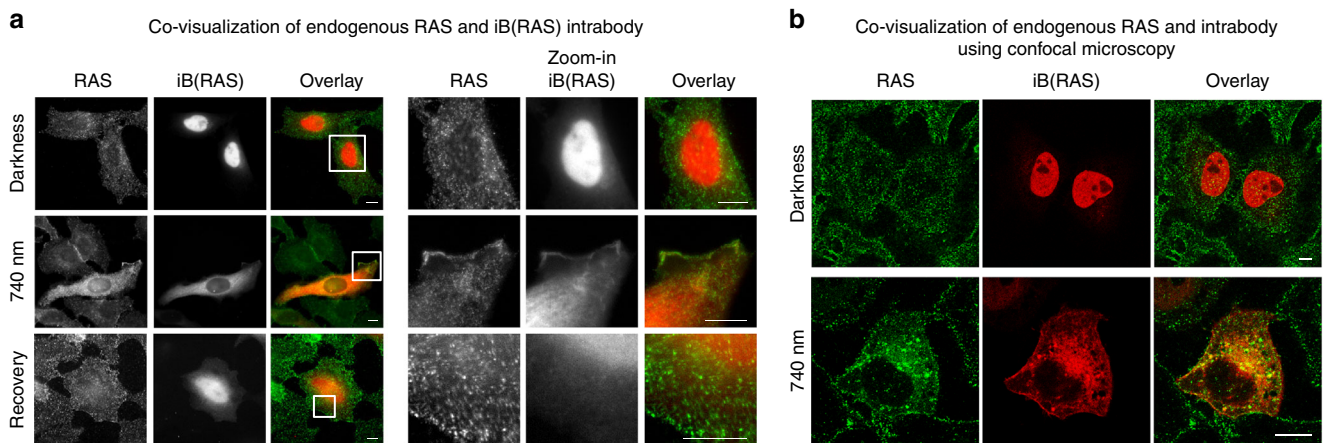 a
Co-visualization of endogenous RAS and iB(RAS) intrabody
RAS
iB(RAS)
Overlay
RAS
Zoom-in
iB(RAS)
Overlay
Darkness
740 nm
Recovery
b
Co-visualization of endogenous RAS and intrabody
using confocal microscopy
RAS
iB(RAS)
Overlay
Darkness
740 nm